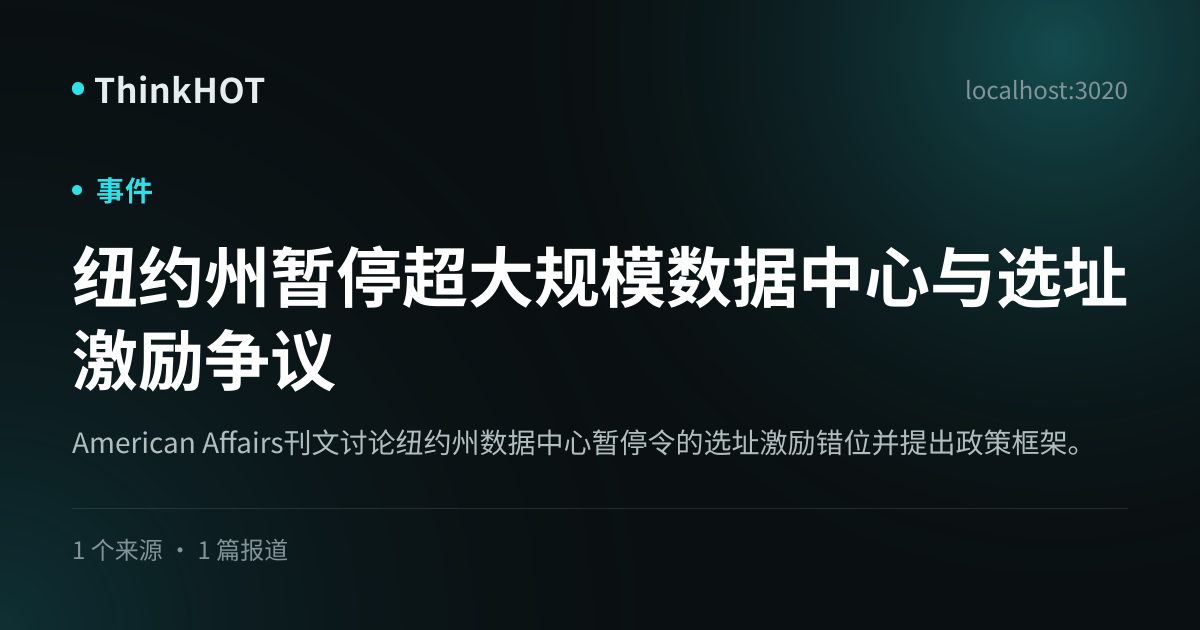 ThinkHOT
localhost:3020
事件
纽约州暂停超大规模数据中心与选址
激励争议
American Affairs刊文讨论纽约州数据中心暂停令的选址激励错位并提出政策框架。
1 个来源 · 1 篇报道